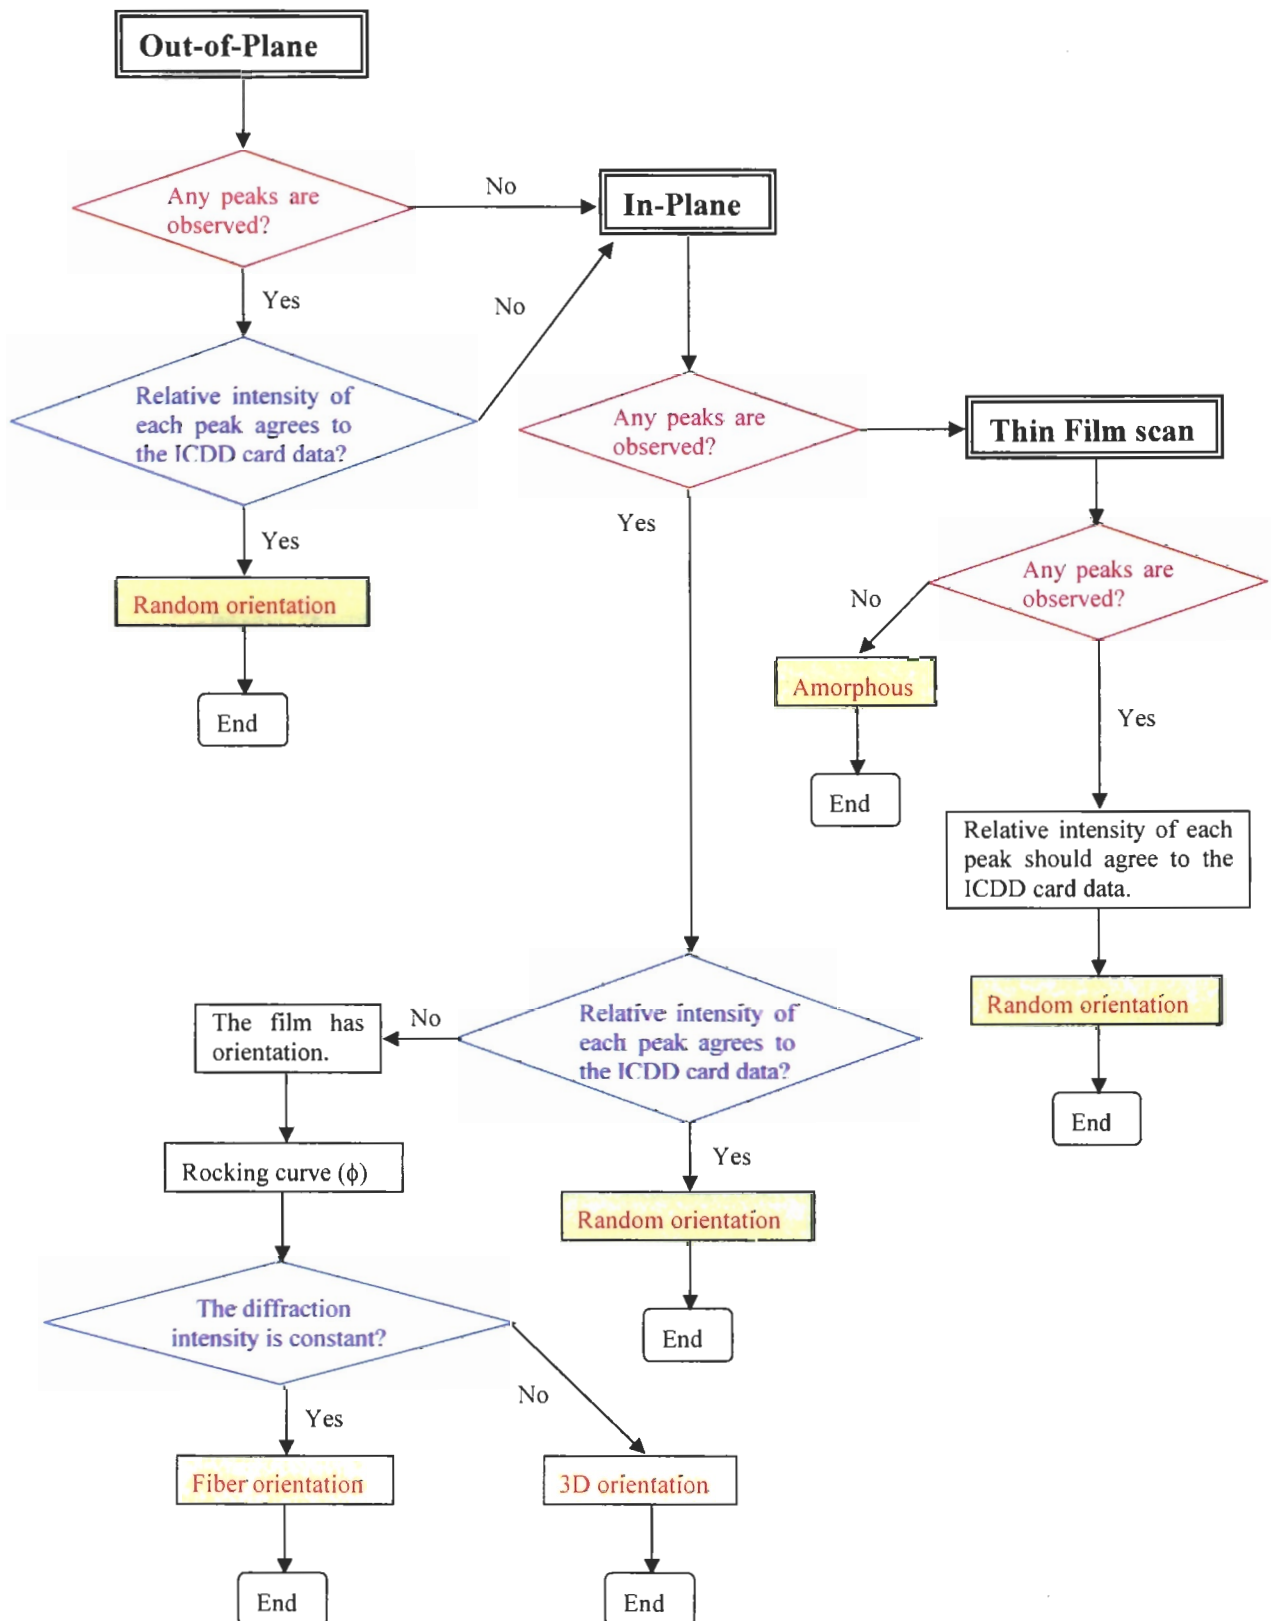 Out-of-Plane
Any peaks are
observed?
No
In-Plane
Yes
No
Relative intensity of
each peak agrees to
the ICDD card data?
Any peaks are
observed?
Thin Film scan
Yes
Yes
Random orientation
End
Any peaks are
observed?
No
Amorphous
End
Yes
Relative intensity of each
peak should agree to the
ICDD card data.
Random orientation
End
Relative intensity of
each peak agrees to
the ICDD card data?
No
The film has
orientation.
Yes
Random orientation
End
Rocking curve (ϕ)
The diffraction
intensity is constant?
No
Yes
Fiber orientation
3D orientation
End
End